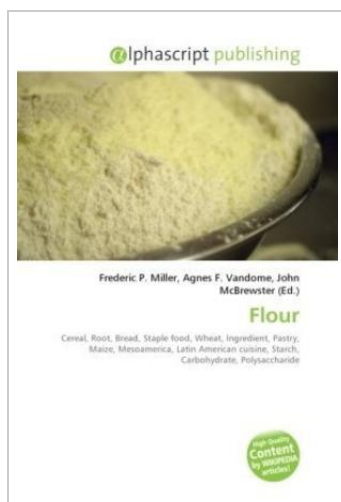 alphascript publishing
Frederic P. Miller, Agnes F. Vandome, John
McBrewster (Ed.)
Flour
Cereal, Root, Bread, Staple food, Wheat, Ingredient, Pastry,
Maize, Mesoamerica, Latin American cuisine, Starch,
Carbohydrate, Polysaccharide
High Quality
Content
by WIKIPEDIA
articles!